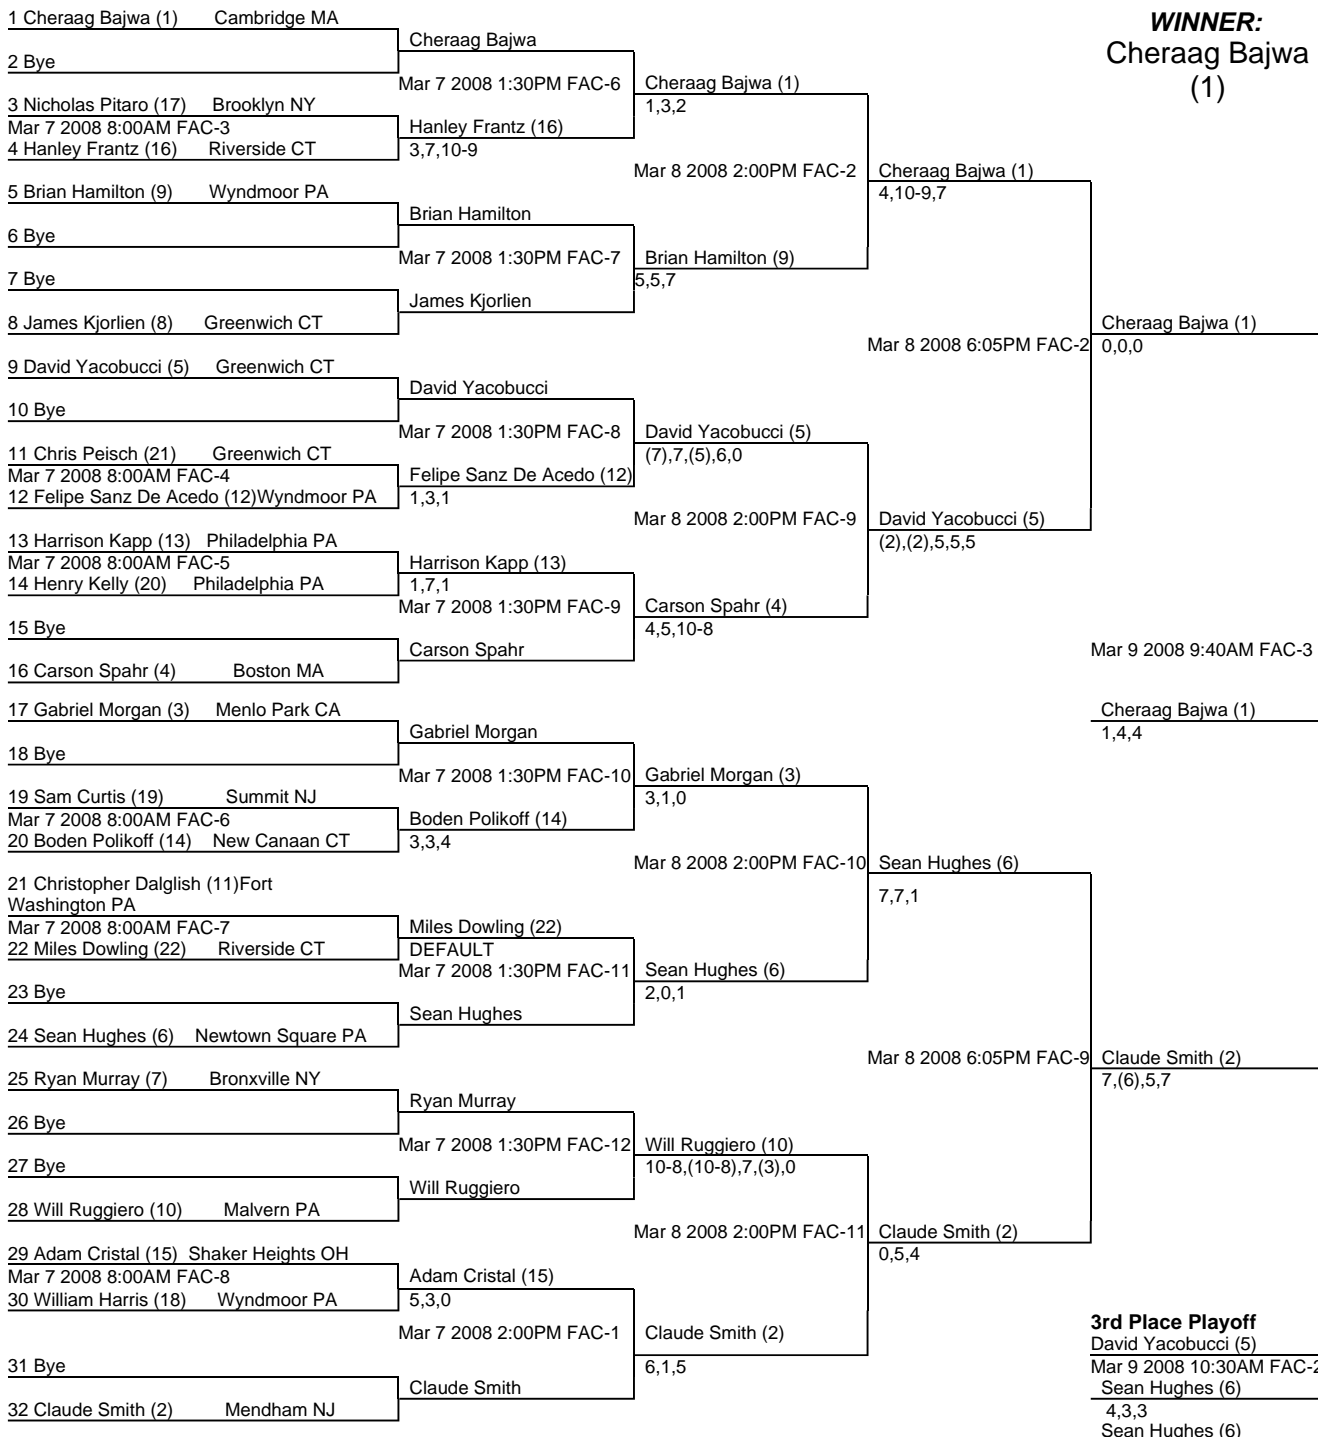 1 Cheraag Bajwa (1) Cambridge MA
2 Bye
3 Nicholas Pitaro (17) Brooklyn NY
Mar 7 2008 8:00AM FAC-3
4 Hanley Frantz (16) Riverside CT
5 Brian Hamilton (9) Wyndmoor PA
6 Bye
7 Bye
8 James Kjorlien (8) Greenwich CT
9 David Yacobucci (5) Greenwich CT
10 Bye
11 Chris Peisch (21) Greenwich CT
Mar 7 2008 8:00AM FAC-4
12 Felipe Sanz De Acedo (12)Wyndmoor PA
13 Harrison Kapp (13) Philadelphia PA
Mar 7 2008 8:00AM FAC-5
14 Henry Kelly (20) Philadelphia PA
15 Bye
16 Carson Spahr (4) Boston MA
17 Gabriel Morgan (3) Menlo Park CA
18 Bye
19 Sam Curtis (19) Summit NJ
Mar 7 2008 8:00AM FAC-6
20 Boden Polikoff (14) New Canaan CT
21 Christopher Dalglish (11)Fort
Washington PA
Mar 7 2008 8:00AM FAC-7
22 Miles Dowling (22) Riverside CT
23 Bye
24 Sean Hughes (6) Newtown Square PA
25 Ryan Murray (7) Bronxville NY
26 Bye
27 Bye
28 Will Ruggiero (10) Malvern PA
29 Adam Cristal (15) Shaker Heights OH
Mar 7 2008 8:00AM FAC-8
30 William Harris (18) Wyndmoor PA
31 Bye
32 Claude Smith (2) Mendham NJ
Cheraag Bajwa
Mar 7 2008 1:30PM FAC-6
Hanley Frantz (16)
3,7,10-9
Brian Hamilton
Mar 7 2008 1:30PM FAC-7
James Kjorlien
David Yacobucci
Mar 7 2008 1:30PM FAC-8
Felipe Sanz De Acedo (12)
1,3,1
Harrison Kapp (13)
1,7,1
Mar 7 2008 1:30PM FAC-9
Carson Spahr
Gabriel Morgan
Mar 7 2008 1:30PM FAC-10
Boden Polikoff (14)
3,3,4
Miles Dowling (22)
DEFAULT
Mar 7 2008 1:30PM FAC-11
Sean Hughes
Ryan Murray
Mar 7 2008 1:30PM FAC-12
Will Ruggiero
Adam Cristal (15)
5,3,0
Mar 7 2008 2:00PM FAC-1
Claude Smith
Cheraag Bajwa (1)
1,3,2
Mar 8 2008 2:00PM FAC-2
Brian Hamilton (9)
5,5,7
David Yacobucci (5)
(7),7,(5),6,0
Mar 8 2008 2:00PM FAC-9
Carson Spahr (4)
4,5,10-8
Gabriel Morgan (3)
3,1,0
Mar 8 2008 2:00PM FAC-10
Sean Hughes (6)
2,0,1
Will Ruggiero (10)
10-8,(10-8),7,(3),0
Mar 8 2008 2:00PM FAC-11
Claude Smith (2)
6,1,5
Cheraag Bajwa (1)
4,10-9,7
Mar 8 2008 6:05PM FAC-2
David Yacobucci (5)
(2),(2),5,5,5
Sean Hughes (6)
7,7,1
Mar 8 2008 6:05PM FAC-9
Claude Smith (2)
0,5,4
WINNER:
Cheraag Bajwa
(1)
Cheraag Bajwa (1)
0,0,0
Mar 9 2008 9:40AM FAC-3
Cheraag Bajwa (1)
1,4,4
Claude Smith (2)
7,(6),5,7
3rd Place Playoff
David Yacobucci (5)
Mar 9 2008 10:30AM FAC-2
Sean Hughes (6)
4,3,3
Sean Hughes (6)